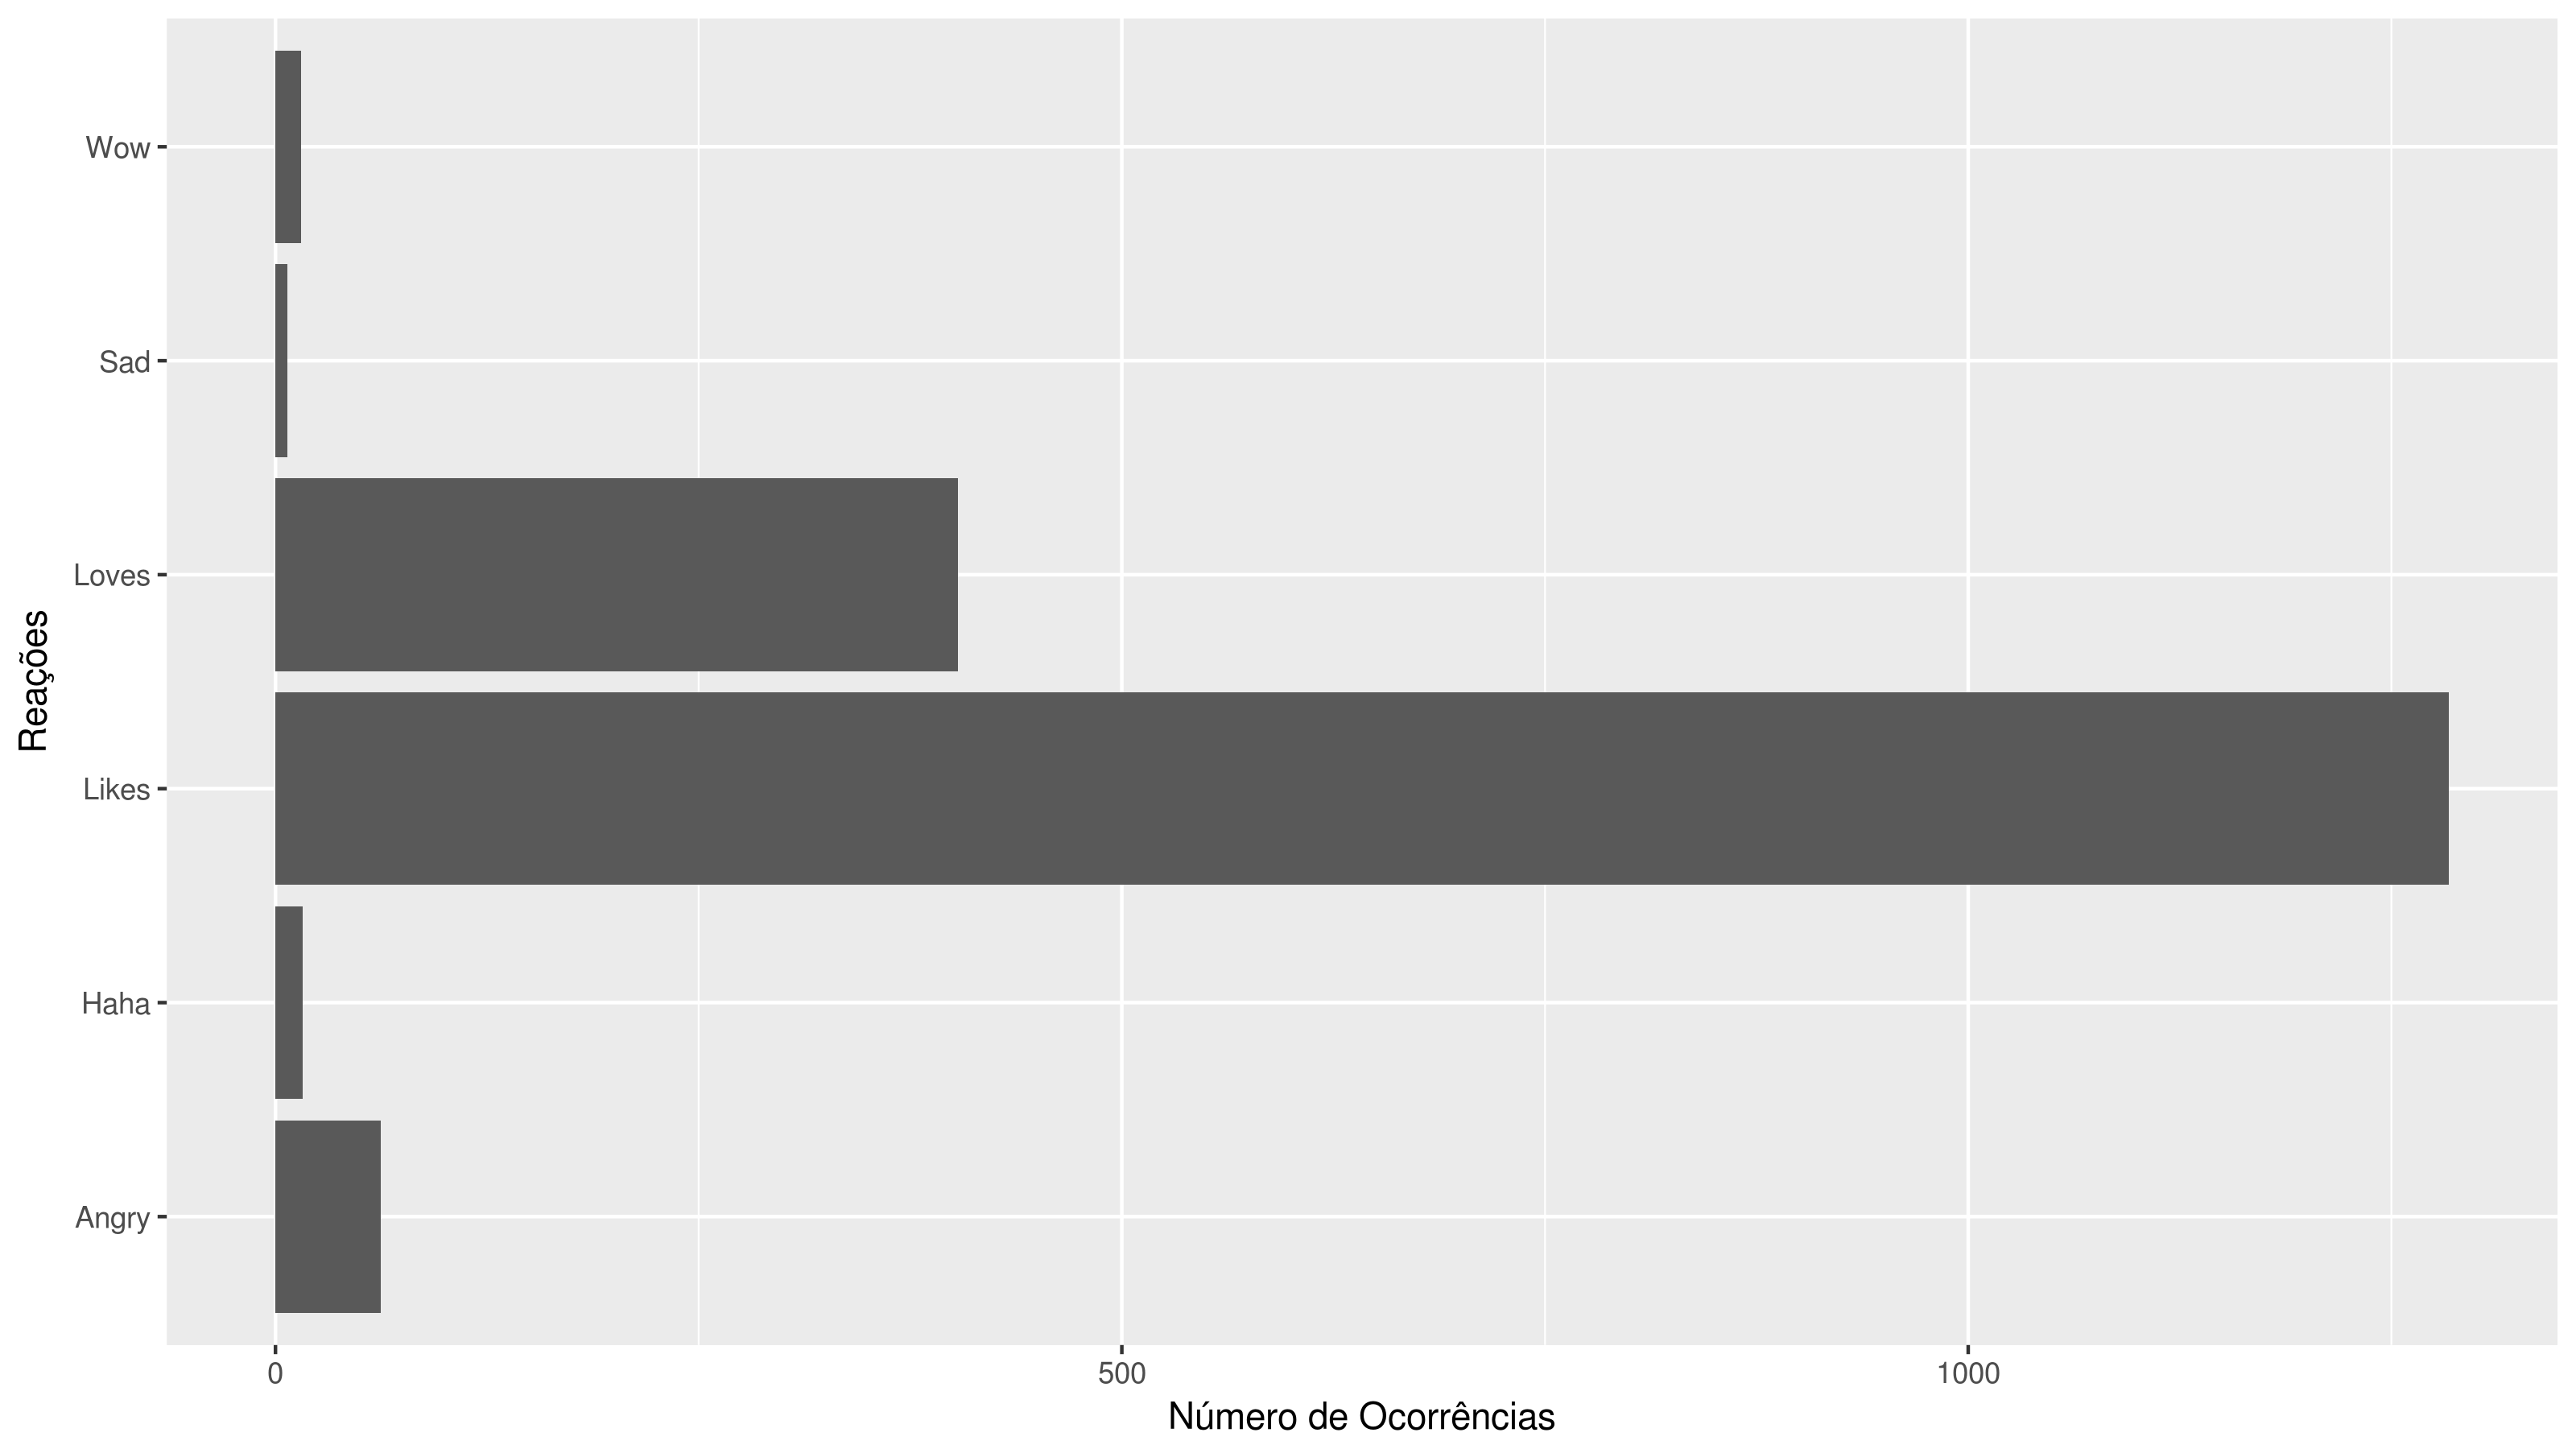 Reações
Wow
Sad
Loves
Likes
Haha
Angry
0 500 1000
Número de Ocorrências